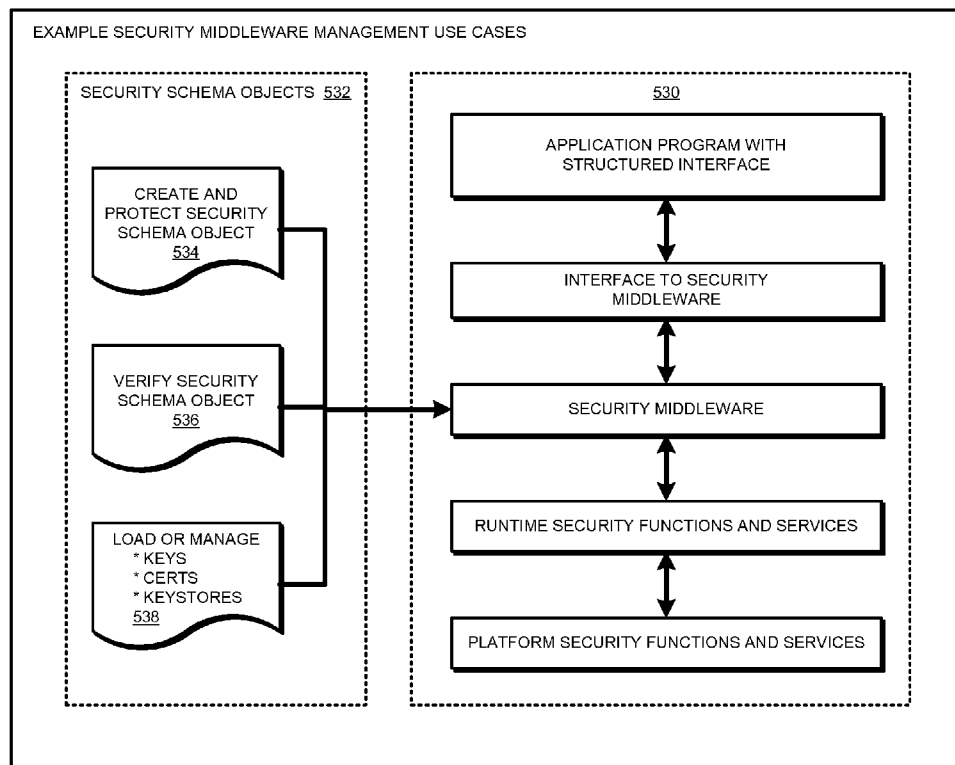 EXAMPLE SECURITY MIDDLEWARE MANAGEMENT USE CASES
SECURITY SCHEMA OBJECTS 532
CREATE AND
PROTECT SECURITY
SCHEMA OBJECT
534
VERIFY SECURITY
SCHEMA OBJECT
536
LOAD OR MANAGE
* KEYS
* CERTS
* KEYSTORES
538
530
APPLICATION PROGRAM WITH
STRUCTURED INTERFACE
INTERFACE TO SECURITY
MIDDLEWARE
SECURITY MIDDLEWARE
RUNTIME SECURITY FUNCTIONS AND SERVICES
PLATFORM SECURITY FUNCTIONS AND SERVICES